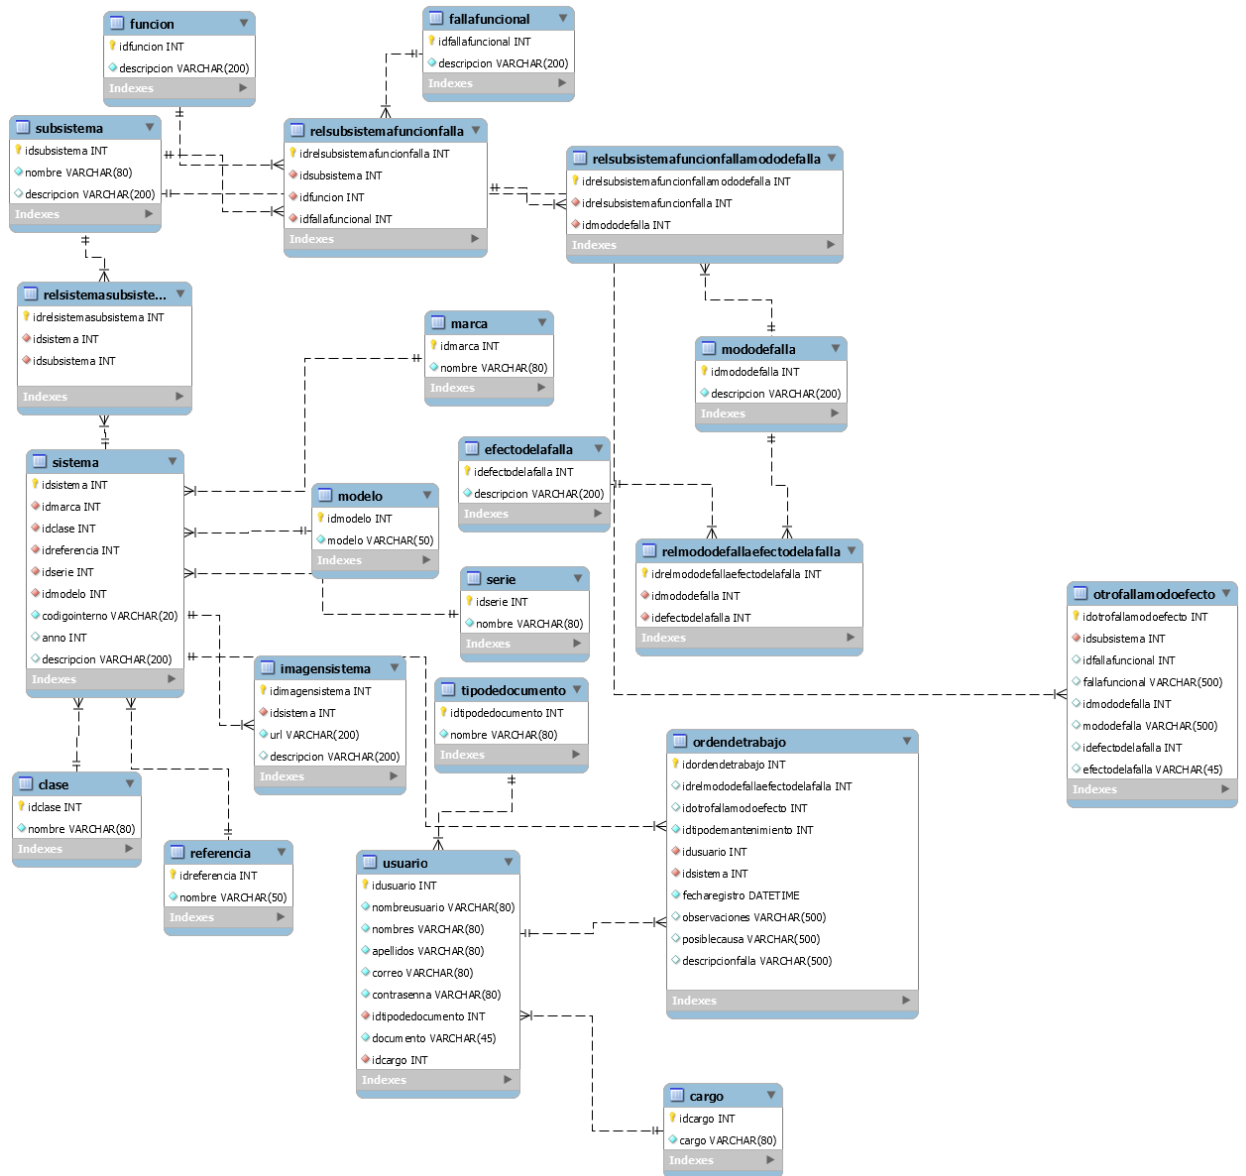 funcion
idfuncion INT
descripcion VARCHAR(200)
Indexes
fallafuncional
idfallafuncional INT
descripcion VARCHAR(200)
Indexes
subsistema
idsubsistema INT
nombre VARCHAR(80)
descripcion VARCHAR(200)
Indexes
relsubsistemafuncionfalla
idrelsubsistemafuncionfalla INT
idsubsistema INT
idfuncion INT
idfallafuncional INT
Indexes
relsubsistemafuncionfallamododefalla
idrelsubsistemafuncionfallamododefalla INT
idrelsubsistemafuncionfalla INT
idmododefalla INT
Indexes
relsistemasubsiste...
idrelsistemasubsistema INT
idsistema INT
idsubsistema INT
Indexes
marca
idmarca INT
nombre VARCHAR(80)
Indexes
mododefalla
idmododefalla INT
descripcion VARCHAR(200)
Indexes
sistema
idsistema INT
idmarca INT
idclase INT
idreferencia INT
idserie INT
idmodelo INT
codigointerno VARCHAR(20)
anno INT
descripcion VARCHAR(200)
Indexes
efectodelafalla
idefectodelafalla INT
descripcion VARCHAR(200)
Indexes
modelo
idmodelo INT
modelo VARCHAR(50)
Indexes
relmododefallaefectodelafalla
idrelmododefallaefectodelafalla INT
idmododefalla INT
idefectodelafalla INT
Indexes
serie
idserie INT
nombre VARCHAR(80)
Indexes
otrofallamodoefecto
idotrofallamodoefecto INT
idsubsistema INT
idfallafuncional INT
fallafuncional VARCHAR(500)
idmododefalla INT
mododefalla VARCHAR(500)
idefectodelafalla INT
efectodelafalla VARCHAR(45)
Indexes
imagensistema
idimagensistema INT
idsistema INT
url VARCHAR(200)
descripcion VARCHAR(200)
Indexes
tipodedocumento
idtipodedocumento INT
nombre VARCHAR(80)
Indexes
ordendetrabajo
idordendetrabajo INT
idrelmododefallaefectodelafalla INT
idotrofallamodoefecto INT
idtipodemantenimiento INT
idusuario INT
idsistema INT
fecharegistro DATETIME
observaciones VARCHAR(500)
posiblecausa VARCHAR(500)
descripcionfalla VARCHAR(500)
Indexes
clase
idclase INT
nombre VARCHAR(80)
Indexes
referencia
idreferencia INT
nombre VARCHAR(50)
Indexes
usuario
idusuario INT
nombreusuario VARCHAR(80)
nombres VARCHAR(80)
apellidos VARCHAR(80)
correo VARCHAR(80)
contrasenna VARCHAR(80)
idtipodedocumento INT
documento VARCHAR(45)
idcargo INT
Indexes
cargo
idcargo INT
cargo VARCHAR(80)
Indexes